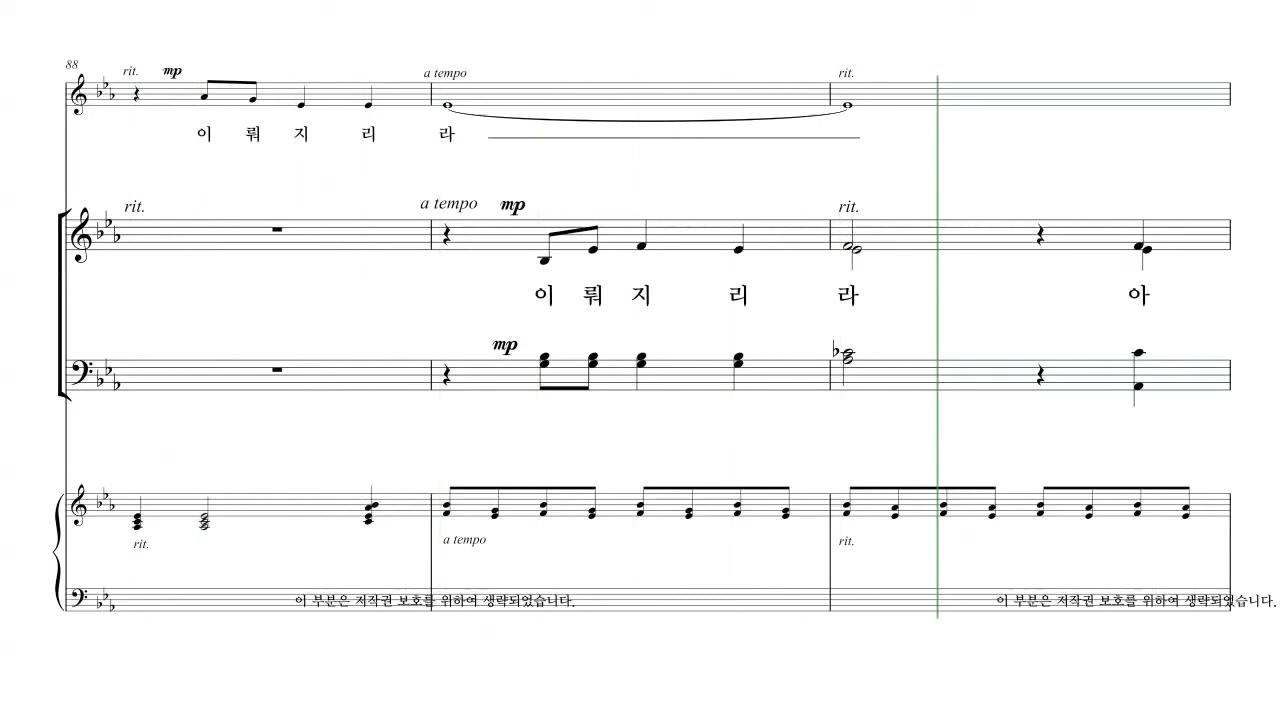 88
rit. mp a tempo rit.
이 뤄 지 리 라
rit. a tempo mp rit.
이 뤄 지 리 라 아
mp
rit. a tempo rit.
이 부분은 저작권 보호를 위하여 생략되었습니다. 이 부분은 저작권 보호를 위하여 생략되었습니다.